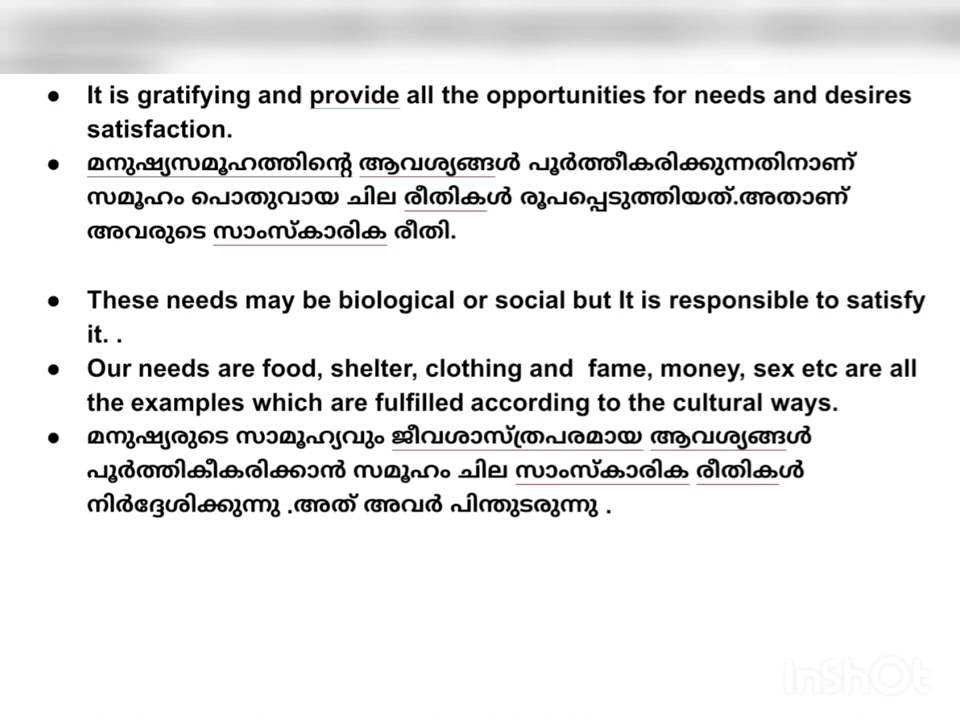 ● It is gratifying and provide all the opportunities for needs and desires
satisfaction.
● മനുഷ്യസമൂഹത്തിന്റെ ആവശ്യങ്ങൾ പൂർത്തീകരിക്കുന്നതിനാണ്
സമൂഹം പൊതുവായ ചില രീതികൾ രൂപപ്പെടുത്തിയത്.അതാണ്
അവരുടെ സാംസ്കാരിക രീതി.
● These needs may be biological or social but It is responsible to satisfy
it. .
● Our needs are food, shelter, clothing and  fame, money, sex etc are all
the examples which are fulfilled according to the cultural ways.
● മനുഷ്യരുടെ സാമൂഹ്യവും ജീവശാസ്ത്രപരമായ ആവശ്യങ്ങൾ
പൂർത്തികീകരിക്കാൻ സമൂഹം ചില സാംസ്കാരിക രീതികൾ
നിർദ്ദേശിക്കുന്നു .അത് അവർ പിന്തുടരുന്നു .
InShOt